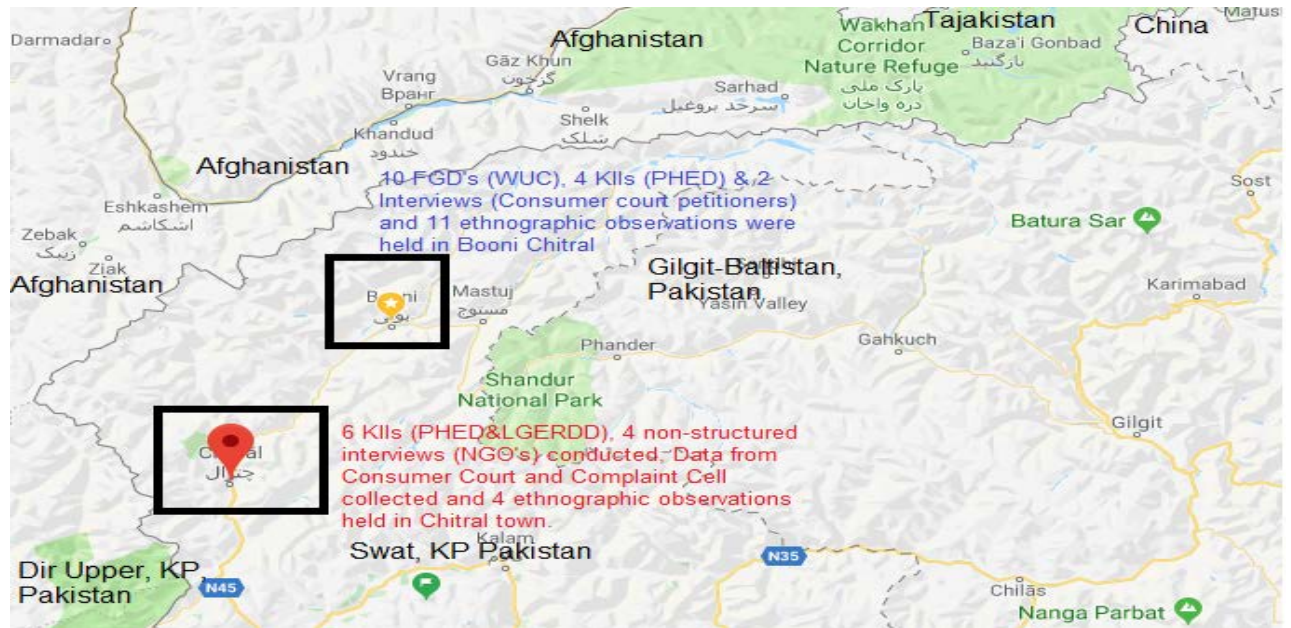 Darmadar
Afghanistan
Wakhan
Corridor
Nature Refuge
پارک ملی
دره واخان
Tajakistan
Baza'i Gonbad
بازگنبد
China
Gāz Khun
گزخون
Vrang
Вранг
Sarhad
سرحد بروغیل
Shelk
شلک
Khandud
خندود
Afghanistan
10 FGD's (WUC), 4 KIIs (PHED) & 2
Interviews (Consumer court petitioners)
and 11 ethnographic observations were
held in Booni Chitral
Sost
Eshkashem
اشکاشم
Batura Sar
Zebak
زیبک
Ziak
Afghanistan
Gilgit-Baltistan,
Pakistan
Yasin Valley
Karimabad
Mastuj
مستوج
بونی
Phander
Gahkuch
Shandur
National Park
Gilgit
6 KIIs (PHED&LGERDD), 4 non-structured
interviews (NGO's) conducted, Data from
Consumer Court and Complaint Cell
collected and 4 ethnographic observations
held in Chitral town.
چترال
Kalam
Swat, KP Pakistan
N35
Dir Upper, KP,
Pakistan
N45
Chilās
Nanga Parbat